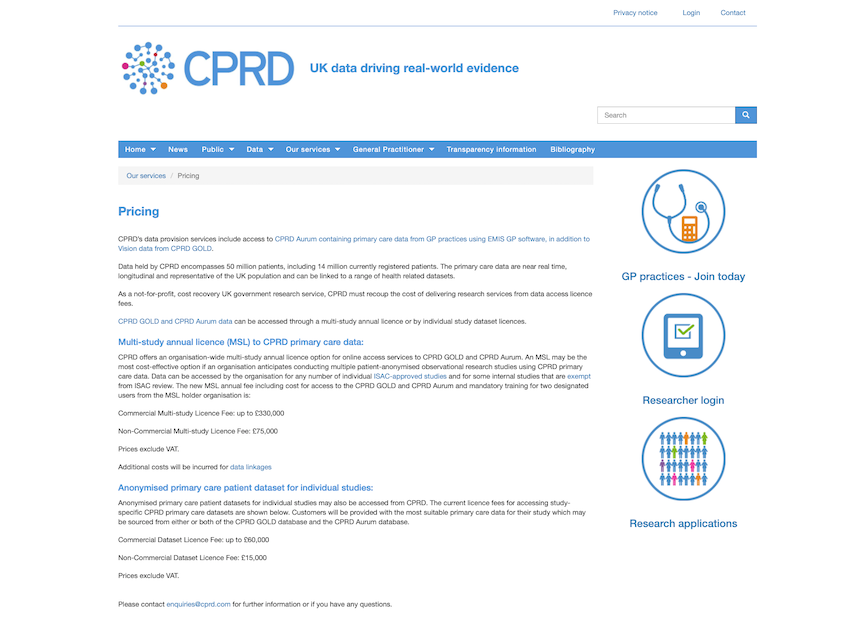 Privacy notice Login Contact
CPRD UK data driving real-world evidence
Search
Home News Public Data Our services General Practitioner Transparency information Bibliography
Our services / Pricing
Pricing
CPRD's data provision services include access to CPRD Aurum containing primary care data from GP practices using EMIS GP software, in addition to
Vision data from CPRD GOLD.
Data held by CPRD encompasses 50 million patients, including 14 million currently registered patients. The primary care data are near real time,
longitudinal and representative of the UK population and can be linked to a range of health related datasets.
As a not-for-profit, cost recovery UK government research service, CPRD must recoup the cost of delivering research services from data access licence
fees.
CPRD GOLD and CPRD Aurum data can be accessed through a multi-study annual licence or by individual study dataset licences.
Multi-study annual licence (MSL) to CPRD primary care data:
CPRD offers an organisation-wide multi-study annual licence option for online access services to CPRD GOLD and CPRD Aurum. An MSL may be the
most cost-effective option if an organisation anticipates conducting multiple patient-anonymised observational research studies using CPRD primary
care data. Data can be accessed by the organisation for any number of individual ISAC-approved studies and for some internal studies that are exempt
from ISAC review. The new MSL annual fee including cost for access to the CPRD GOLD and CPRD Aurum and mandatory training for two designated
users from the MSL holder organisation is:
Commercial Multi-study Licence Fee: up to £330,000
Non-Commercial Multi-study Licence Fee: £75,000
Prices exclude VAT.
Additional costs will be incurred for data linkages
Anonymised primary care patient dataset for individual studies:
Anonymised primary care patient datasets for individual studies may also be accessed from CPRD. The current licence fees for accessing study-
specific CPRD primary care datasets are shown below. Customers will be provided with the most suitable primary care data for their study which may
be sourced from either or both of the CPRD GOLD database and the CPRD Aurum database.
Commercial Dataset Licence Fee: up to £60,000
Non-Commercial Dataset Licence Fee: £15,000
Prices exclude VAT.
Please contact enquiries@cprd.com for further information or if you have any questions.
GP practices - Join today
Researcher login
Research applications